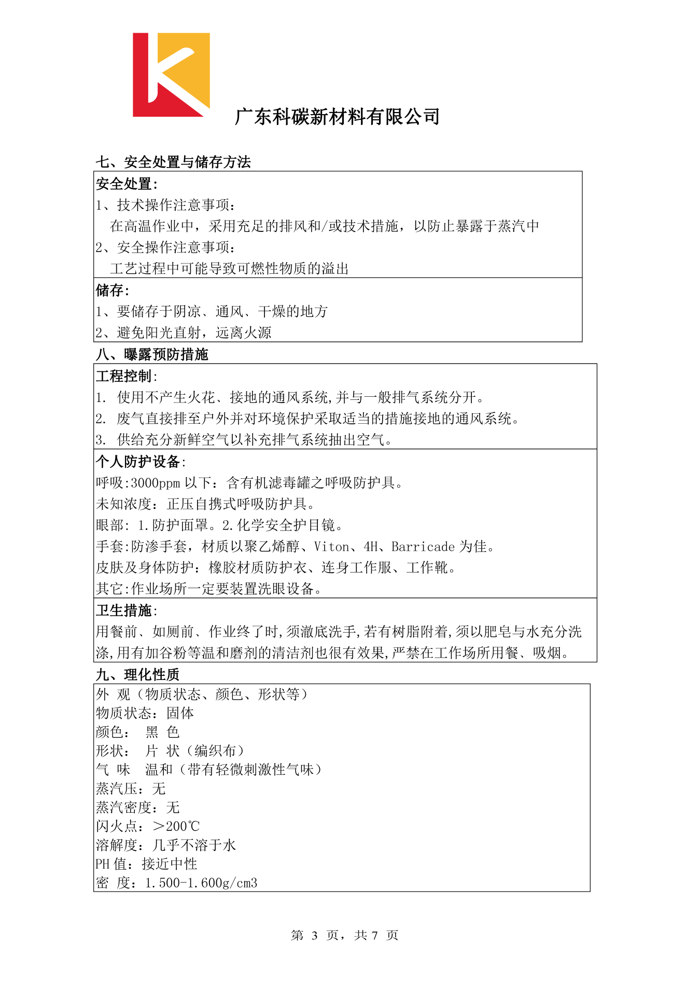 广东科碳新材料有限公司
七、安全处置与储存方法
安全处置：
1、技术操作注意事项：
在高温作业中，采用充足的排风和/或技术措施，以防止暴露于蒸汽中
2、安全操作注意事项：
工艺过程中可能导致可燃性物质的溢出
储存：
1、要储存于阴凉、通风、干燥的地方
2、避免阳光直射，远离火源
八、曝露预防措施
工程控制:
1. 使用不产生火花、接地的通风系统,并与一般排气系统分开。
2. 废气直接排至户外并对环境保护采取适当的措施接地的通风系统。
3. 供给充分新鲜空气以补充排气系统抽出空气。
个人防护设备:
呼吸:3000ppm 以下：含有机滤毒罐之呼吸防护具。
未知浓度：正压自携式呼吸防护具。
眼部: 1.防护面罩。2.化学安全护目镜。
手套:防渗手套，材质以聚乙烯醇、Viton、4H、Barricade 为佳。
皮肤及身体防护：橡胶材质防护衣、连身工作服、工作靴。
其它:作业场所一定要装置洗眼设备。
卫生措施:
用餐前、如厕前、作业终了时,须澈底洗手,若有树脂附着,须以肥皂与水充分洗
涤,用有加谷粉等温和磨剂的清洁剂也很有效果,严禁在工作场所用餐、吸烟。
九、理化性质
外 观（物质状态、颜色、形状等）
物质状态：固体
颜色： 黑 色
形状： 片 状（编织布）
气 味 温和（带有轻微刺激性气味）
蒸汽压：无
蒸汽密度：无
闪火点：＞200℃
溶解度：几乎不溶于水
PH 值：接近中性
密 度：1.500-1.600g/cm3
第 3 页，共 7 页